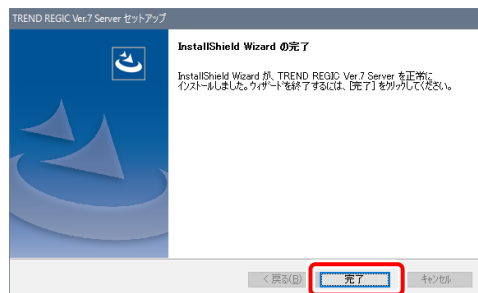 TREND REGIC Ver.7 Server セットアップ
InstallShield Wizard の完了
InstallShield Wizard が、TREND REGIC Ver.7 Server を正常に
インストールしました。ウィザードを終了するには、[完了] をクリックしてください。
< 戻る(B)
完了
キャンセル